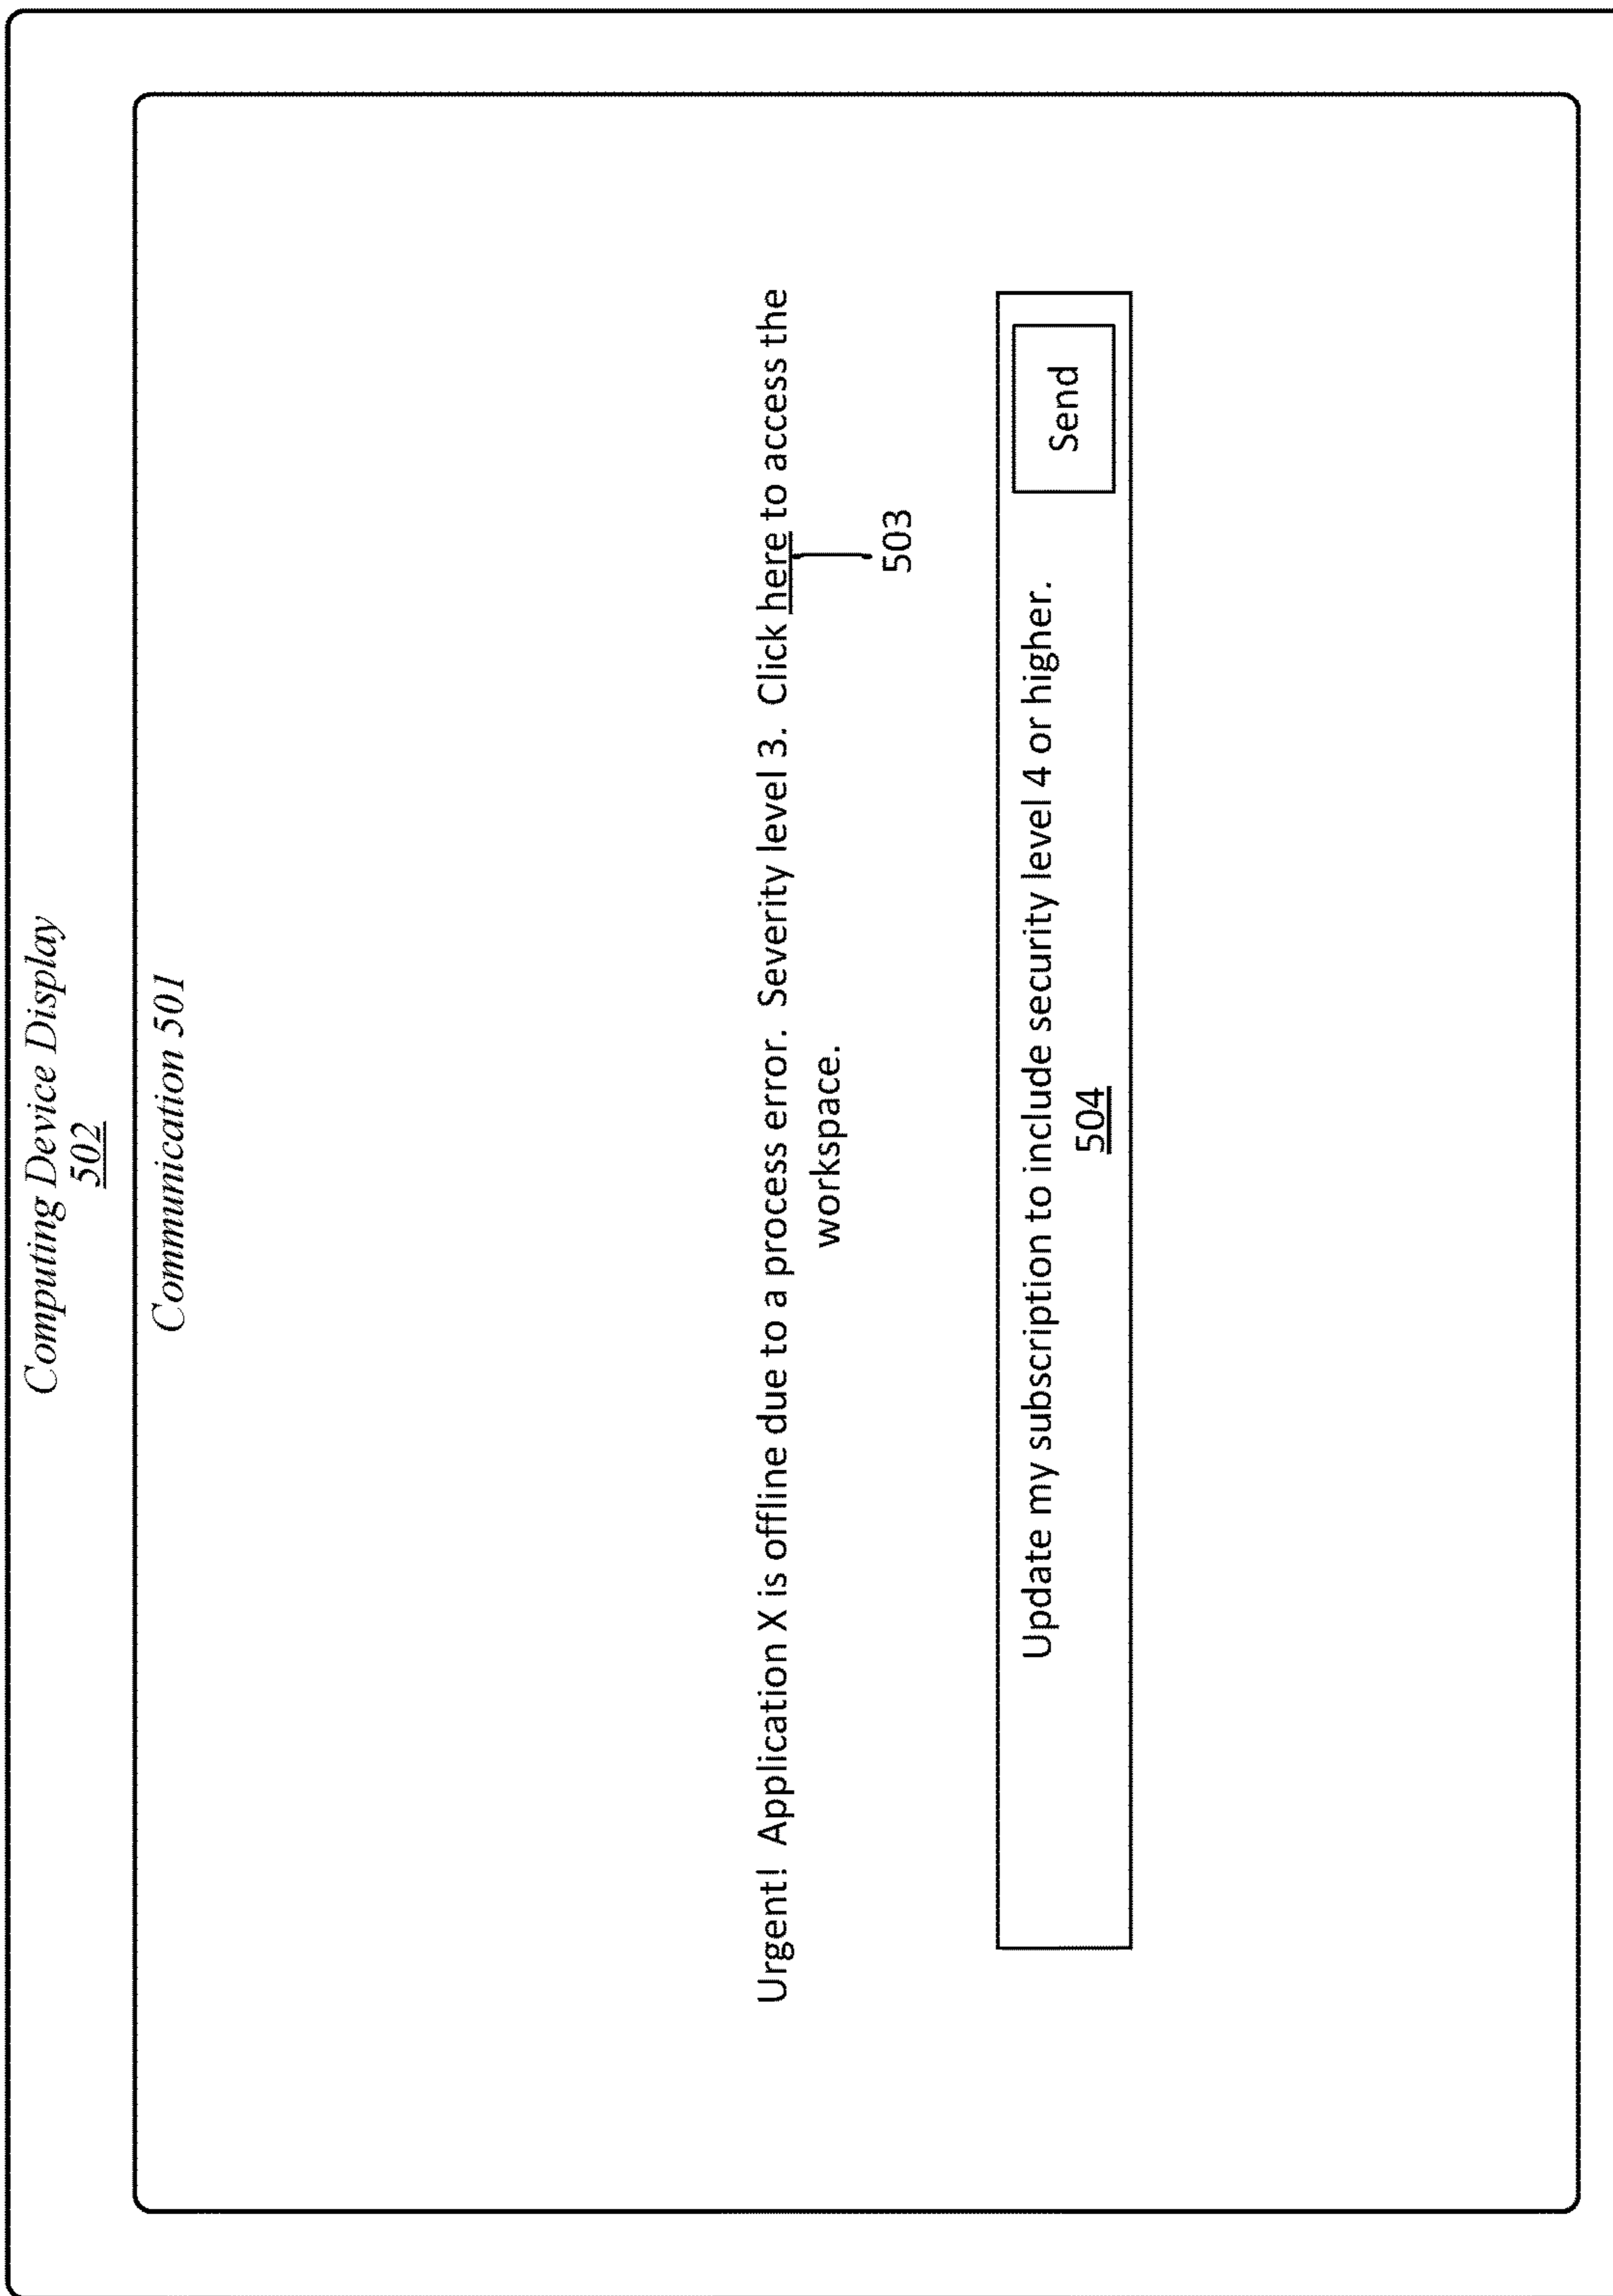 Computing Device Display
502
Communication 501
Urgent!  Application X is offline due to a process error.  Severity level 3.  Click here to access the
workspace.
503
Update my subscription to include security level 4 or higher.
504
Send